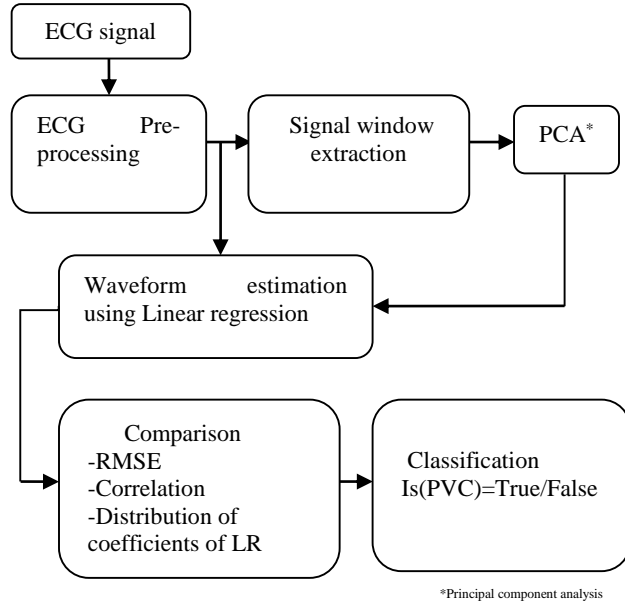 ECG signal
ECG Pre-
processing
Signal window
extraction
PCA*
Waveform estimation
using Linear regression
Comparison
-RMSE
-Correlation
-Distribution of
coefficients of LR
Classification
Is(PVC)=True/False
*Principal component analysis